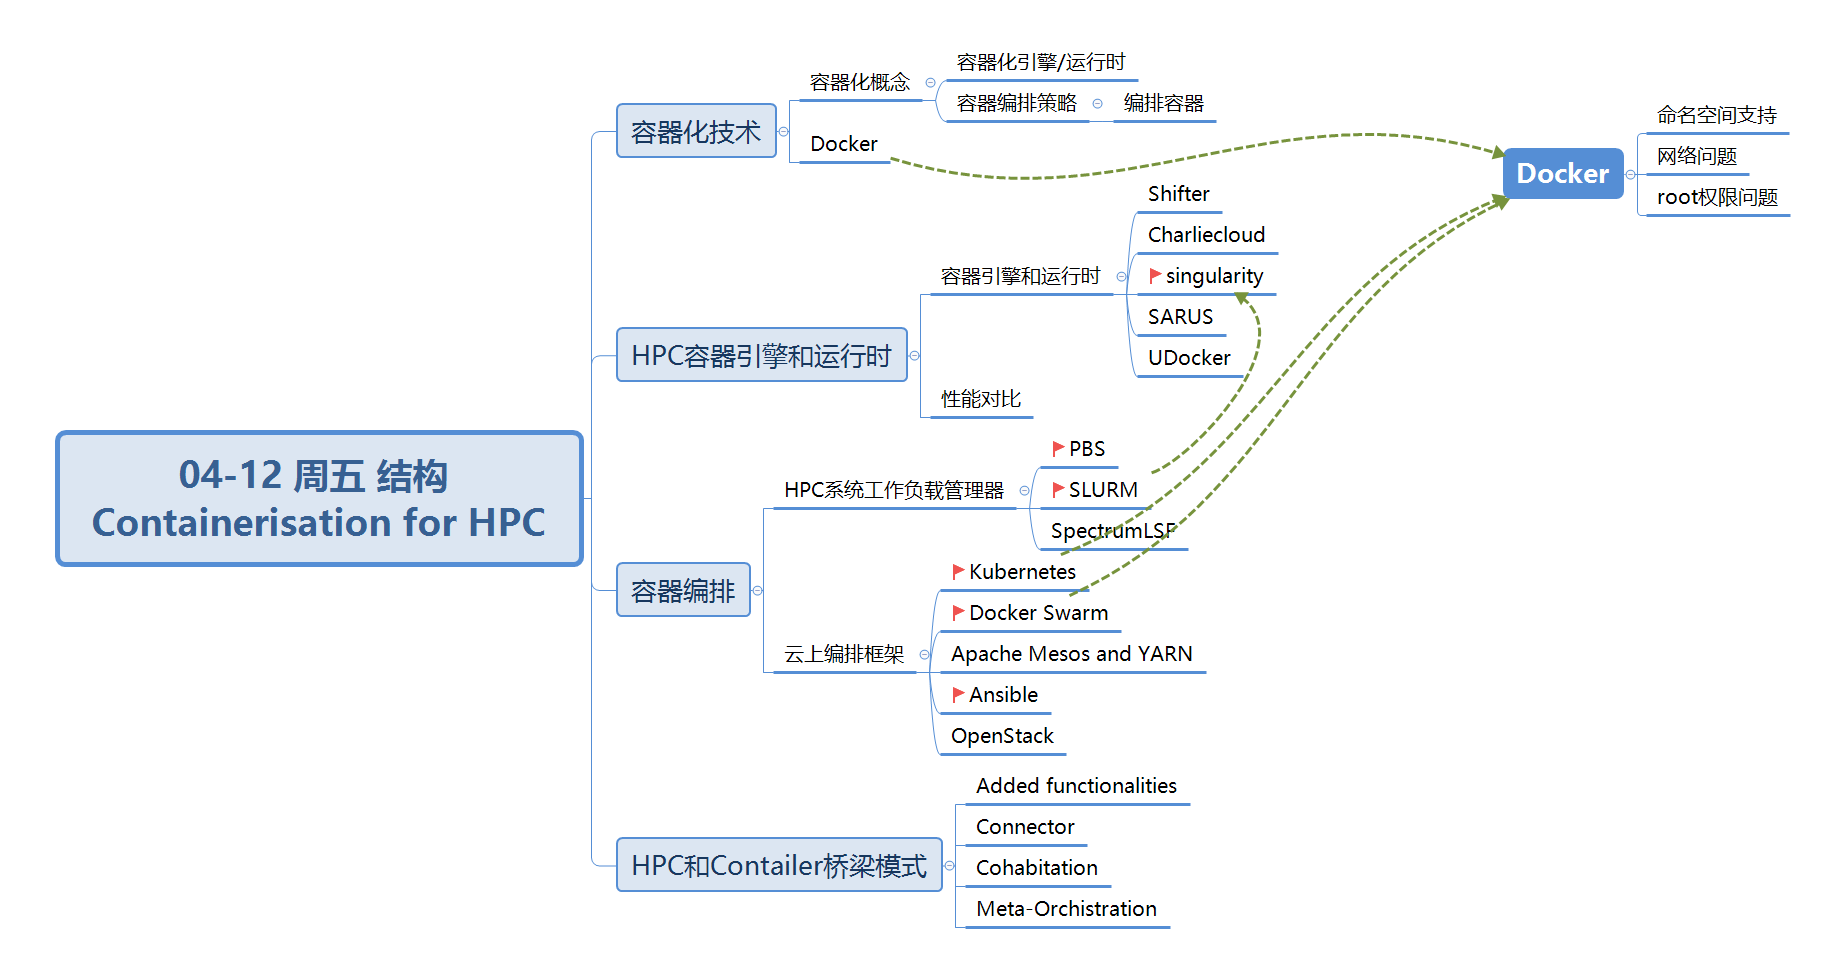 04-12 周五 结构
Containerisation for HPC
容器化技术
容器化概念
容器化引擎/运行时
容器编排策略
编排容器
Docker
HPC容器引擎和运行时
容器引擎和运行时
Shifter
Charliecloud
singularity
SARUS
UDocker
性能对比
容器编排
HPC系统工作负载管理器
PBS
SLURM
SpectrumLSF
云上编排框架
Kubernetes
Docker Swarm
Apache Mesos and YARN
Ansible
OpenStack
HPC和Contailer桥梁模式
Added functionalities
Connector
Cohabitation
Meta-Orchistration
Docker
命名空间支持
网络问题
root权限问题